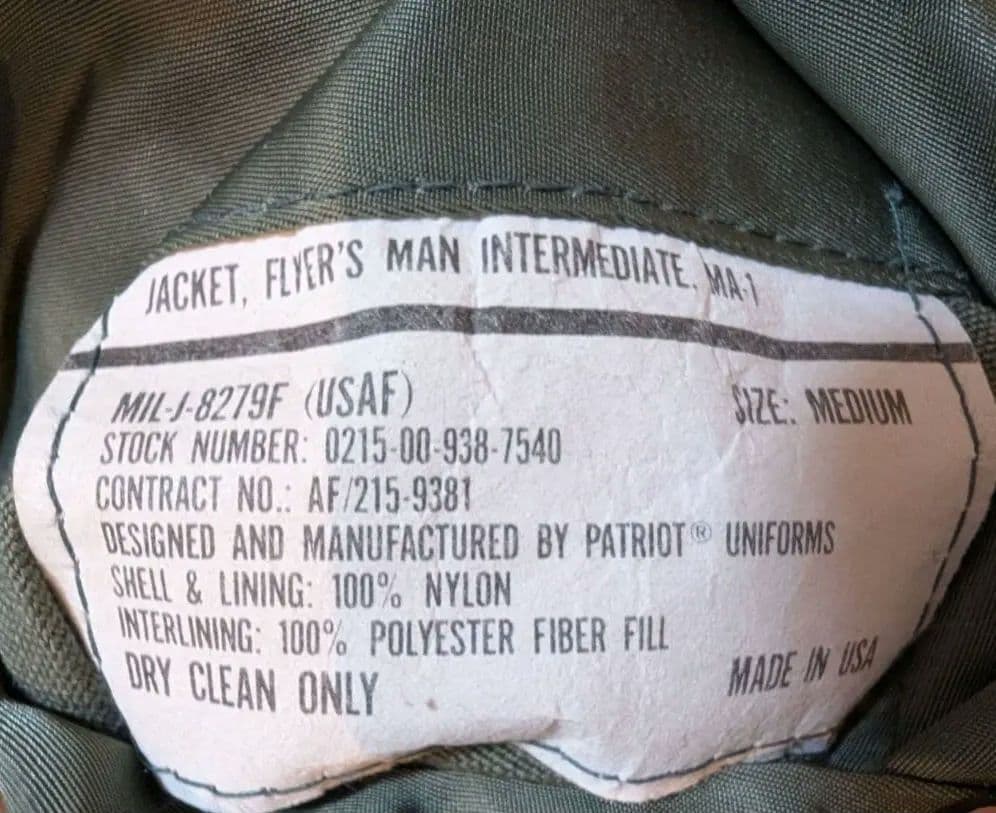 JACKET, FLYER'S MAN INTERMEDIATE. MA-1
MIL-J-8279F (USAF) SIZE: MEDIUM
STOCK NUMBER: 0215-00-938-7540
CONTRACT NO.: AF/215-9381
DESIGNED AND MANUFACTURED BY PATRIOT® UNIFORMS
SHELL & LINING: 100% NYLON
INTERLINING: 100% POLYESTER FIBER FILL
DRY CLEAN ONLY MADE IN USA